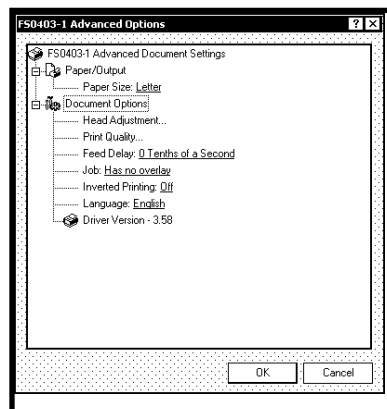 FS0403-1 Advanced Options
FS0403-1 Advanced Document Settings
Paper/Output
Paper Size: Letter
Document Options
Head Adjustment...
Print Quality...
Feed Delay: 0 Tenths of a Second
Job: Has no overlay
Inverted Printing: Off
Language: English
Driver Version - 3.58
OK Cancel